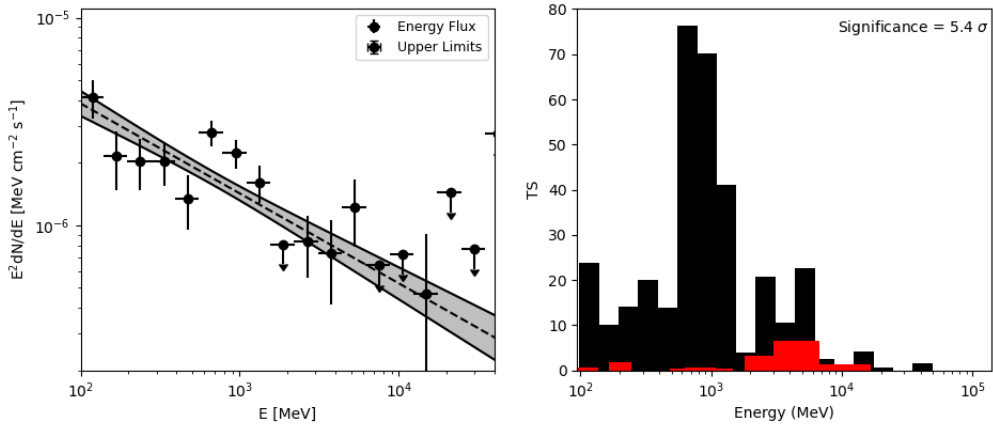 10⁻⁵
10⁻⁶
E²dN/dE [MeV cm⁻² s⁻¹]
Energy Flux
Upper Limits
10²
10³
10⁴
E [MeV]
80
70
60
50
40
30
20
10
0
TS
Significance = 5.4 σ
10²
10³
10⁴
10⁵
Energy (MeV)